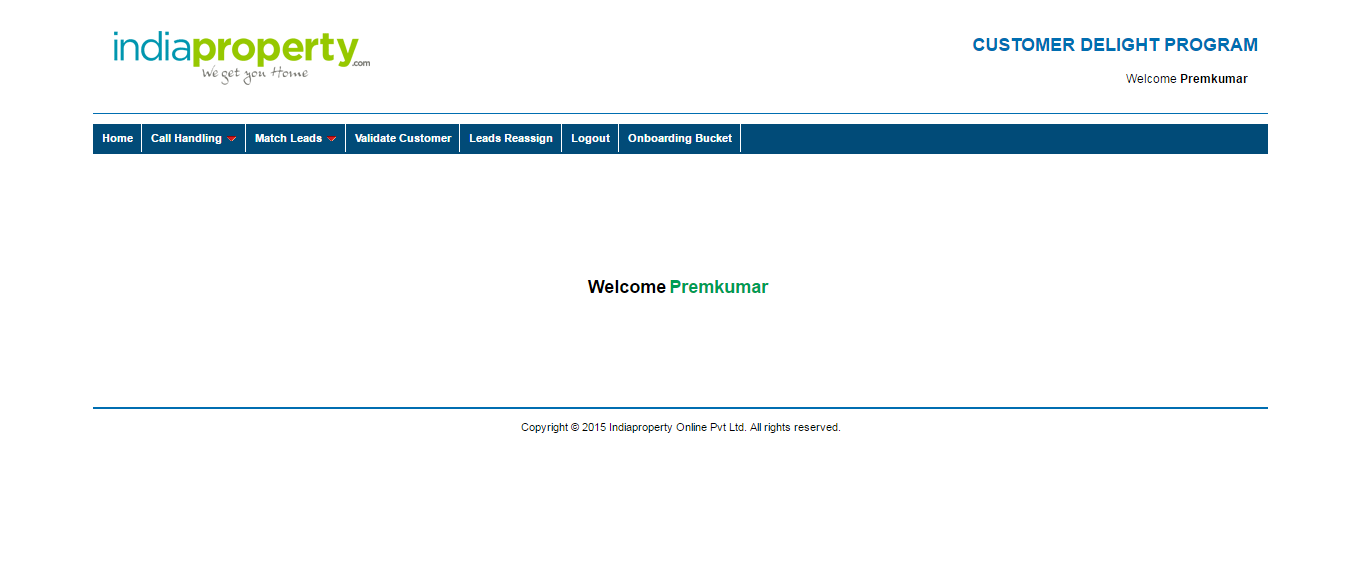 indiaproperty.com
We get you Home
CUSTOMER DELIGHT PROGRAM
Welcome Premkumar
Home Call Handling Match Leads Validate Customer Leads Reassign Logout Onboarding Bucket
Welcome Premkumar
Copyright © 2015 Indiaproperty Online Pvt Ltd. All rights reserved.